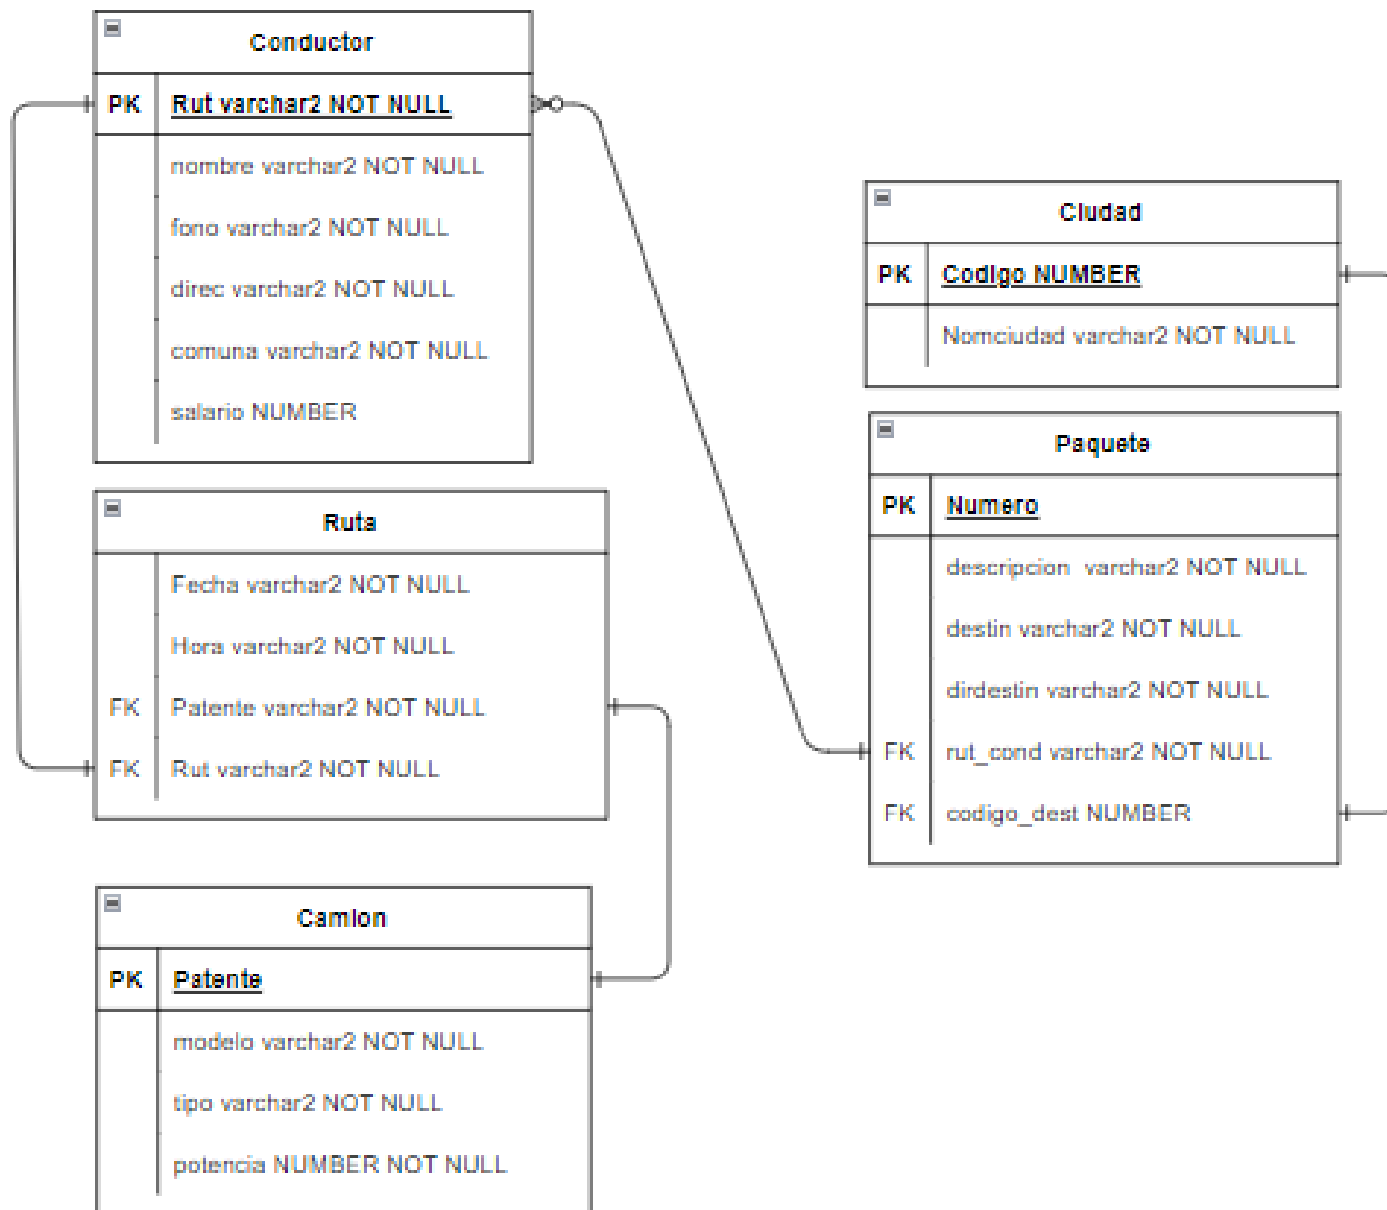 Conductor
PK Rut varchar2 NOT NULL
nombre varchar2 NOT NULL
fono varchar2 NOT NULL
direc varchar2 NOT NULL
comuna varchar2 NOT NULL
salario NUMBER
Ruta
Fecha varchar2 NOT NULL
Hora varchar2 NOT NULL
FK Patente varchar2 NOT NULL
FK Rut varchar2 NOT NULL
Camion
PK Patente
modelo varchar2 NOT NULL
tipo varchar2 NOT NULL
potencia NUMBER NOT NULL
Ciudad
PK Codigo NUMBER
Nomciudad varchar2 NOT NULL
Paquete
PK Numero
descripcion varchar2 NOT NULL
destin varchar2 NOT NULL
dirdestin varchar2 NOT NULL
FK rut_cond varchar2 NOT NULL
FK codigo_dest NUMBER